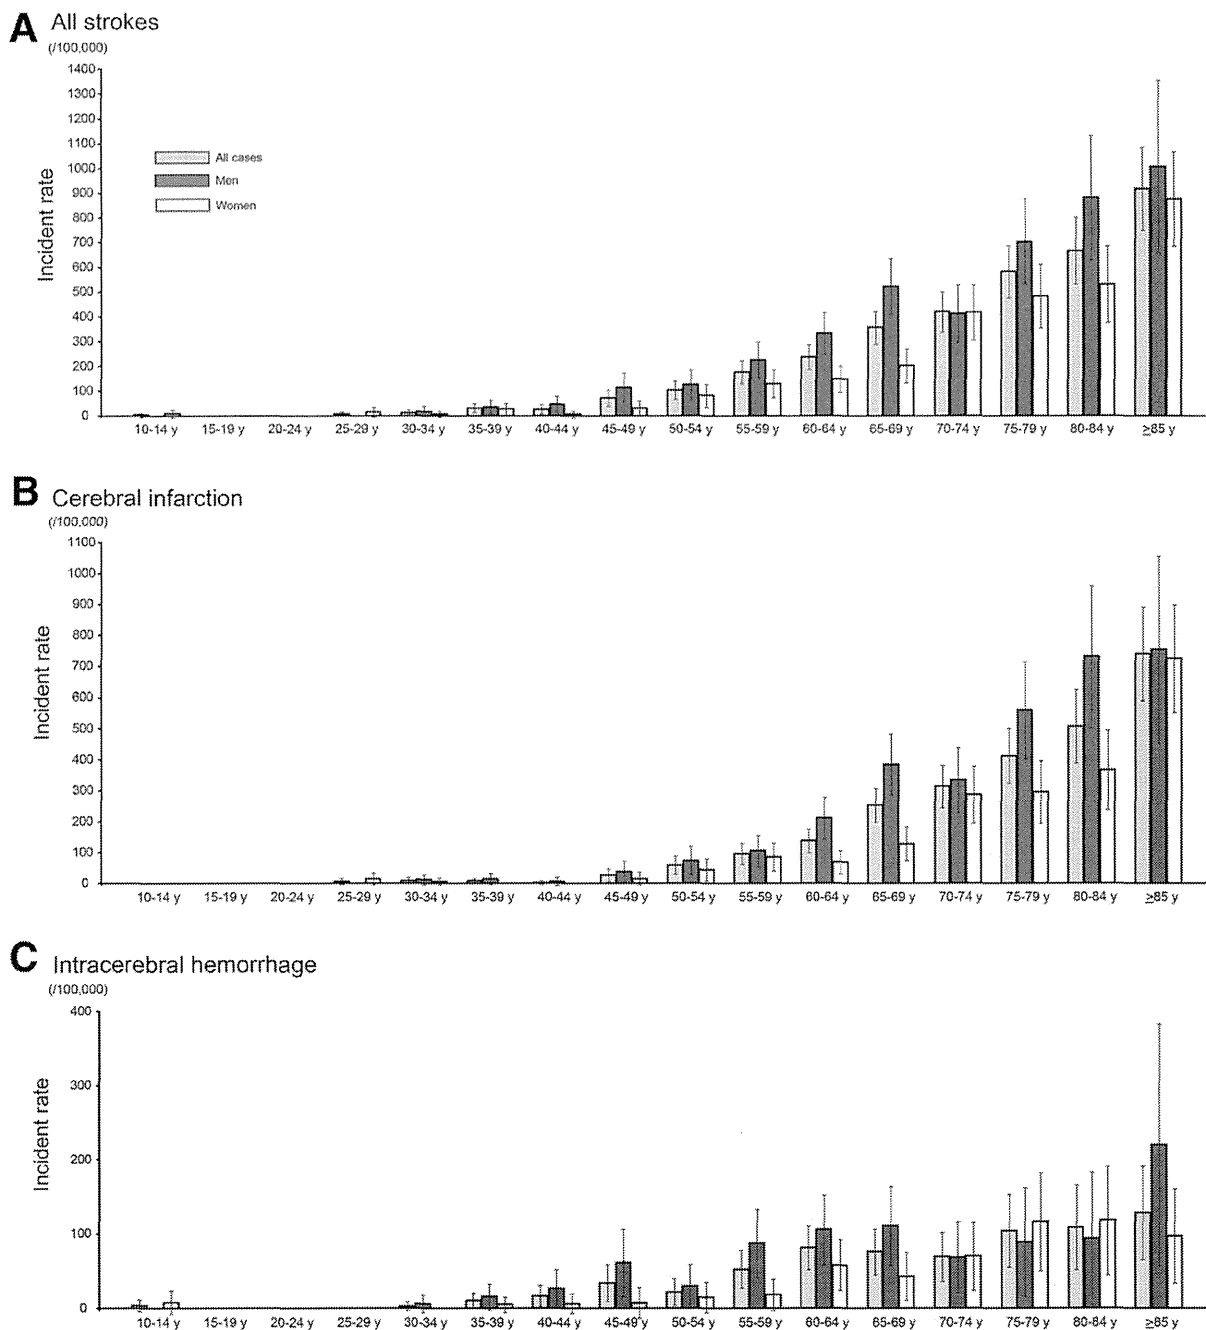 A All strokes
(/100,000)
1400
1300
1200
1100
1000
900
800
700
600
500
400
300
200
100
0
Incident rate
All cases
Men
Women
10-14 y 15-19 y 20-24 y 25-29 y 30-34 y 35-39 y 40-44 y 45-49 y 50-54 y 55-59 y 60-64 y 65-69 y 70-74 y 75-79 y 80-84 y ≥85 y
B Cerebral infarction
(/100,000)
1100
1000
900
800
700
600
500
400
300
200
100
0
Incident rate
10-14 y 15-19 y 20-24 y 25-29 y 30-34 y 35-39 y 40-44 y 45-49 y 50-54 y 55-59 y 60-64 y 65-69 y 70-74 y 75-79 y 80-84 y ≥85 y
C Intracerebral hemorrhage
(/100,000)
400
300
200
100
0
Incident rate
10-14 y 15-19 y 20-24 y 25-29 y 30-34 y 35-39 y 40-44 y 45-49 y 50-54 y 55-59 y 60-64 y 65-69 y 70-74 y 75-79 y 80-84 y ≥85 y